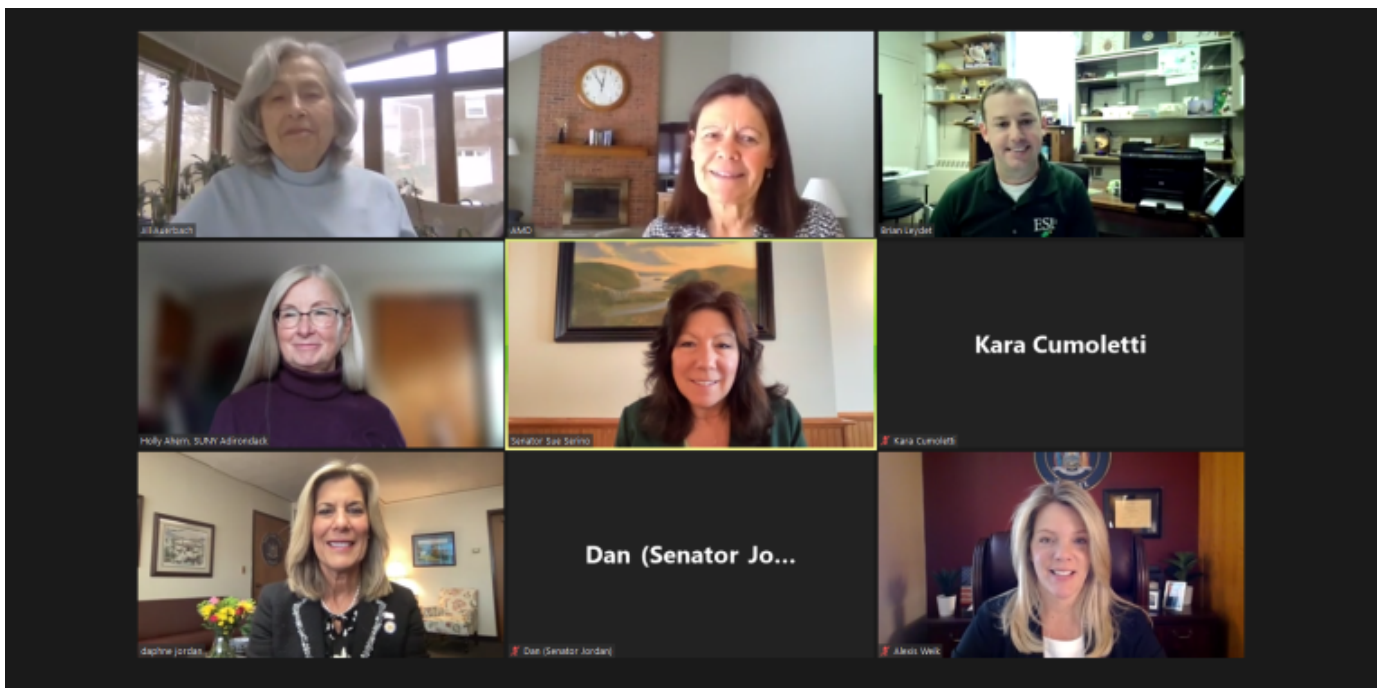 Jill Auerbach
AMD
ESF
Brian Leydet
Holly Ahern, SUNY Adirondack
Senator Sue Serino
Kara Cumoletti
Kara Cumoletti
daphne jordan
Dan (Senator Jo...
Dan (Senator Jordan)
Alexis Weik